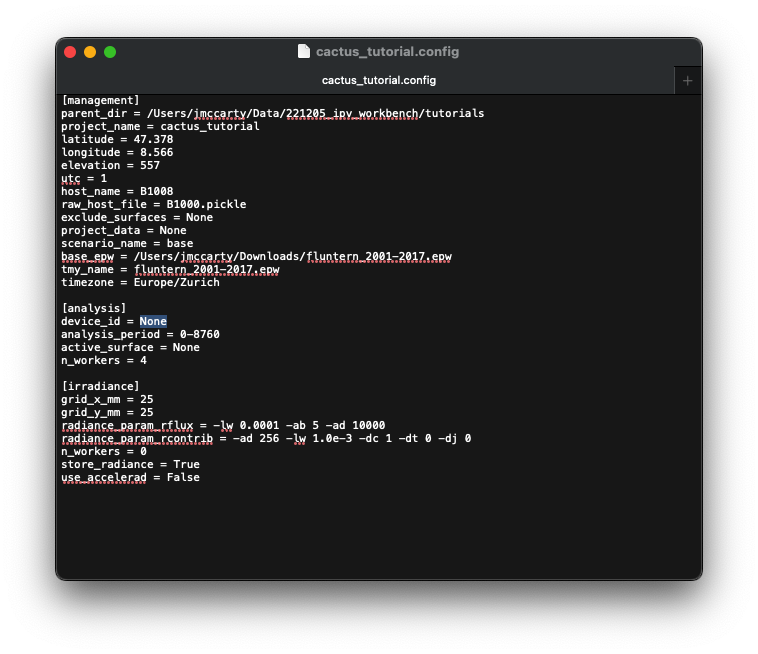 cactus_tutorial.config
cactus_tutorial.config
+
[management]
parent_dir = /Users/jmccarty/Data/221205_ipv_workbench/tutorials
project_name = cactus_tutorial
latitude = 47.378
longitude = 8.566
elevation = 557
utc = 1
host_name = B1008
raw_host_file = B1000.pickle
exclude_surfaces = None
project_data = None
scenario_name = base
base_epw = /Users/jmccarty/Downloads/fluntern_2001-2017.epw
tmy_name = fluntern_2001-2017.epw
timezone = Europe/Zurich
[analysis]
device_id = None
analysis_period = 0-8760
active_surface = None
n_workers = 4
[irradiance]
grid_x_mm = 25
grid_y_mm = 25
radiance_param_rflux = -lw 0.0001 -ab 5 -ad 10000
radiance_param_rcontrib = -ad 256 -lw 1.0e-3 -dc 1 -dt 0 -dj 0
n_workers = 0
store_radiance = True
use_accelerad = False